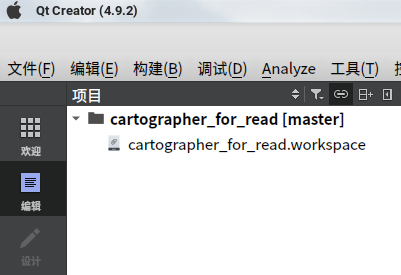 Qt Creator (4.9.2)
文件(F) 编辑(E) 构建(B) 调试(D) Analyze 工具(T)
项目
cartographer_for_read [master]
cartographer_for_read.workspace
欢迎
编辑
设计